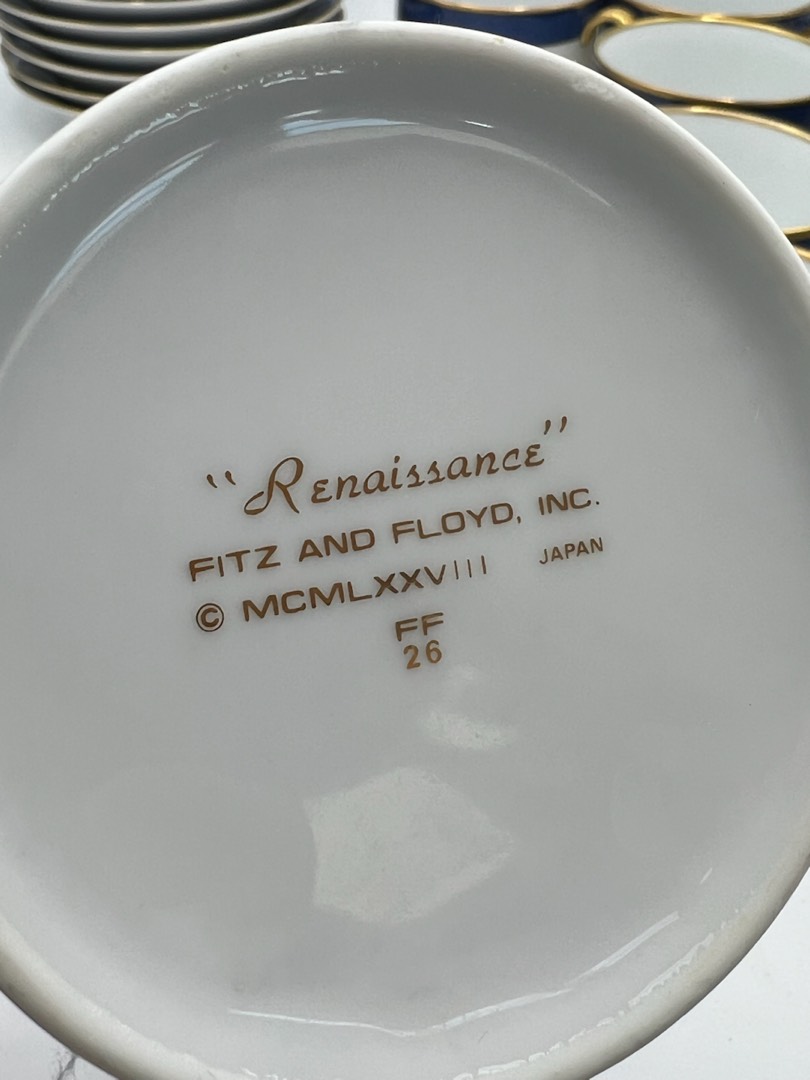 "Renaissance"
FITZ AND FLOYD, INC.
© MCMLXXVIII JAPAN
FF
26